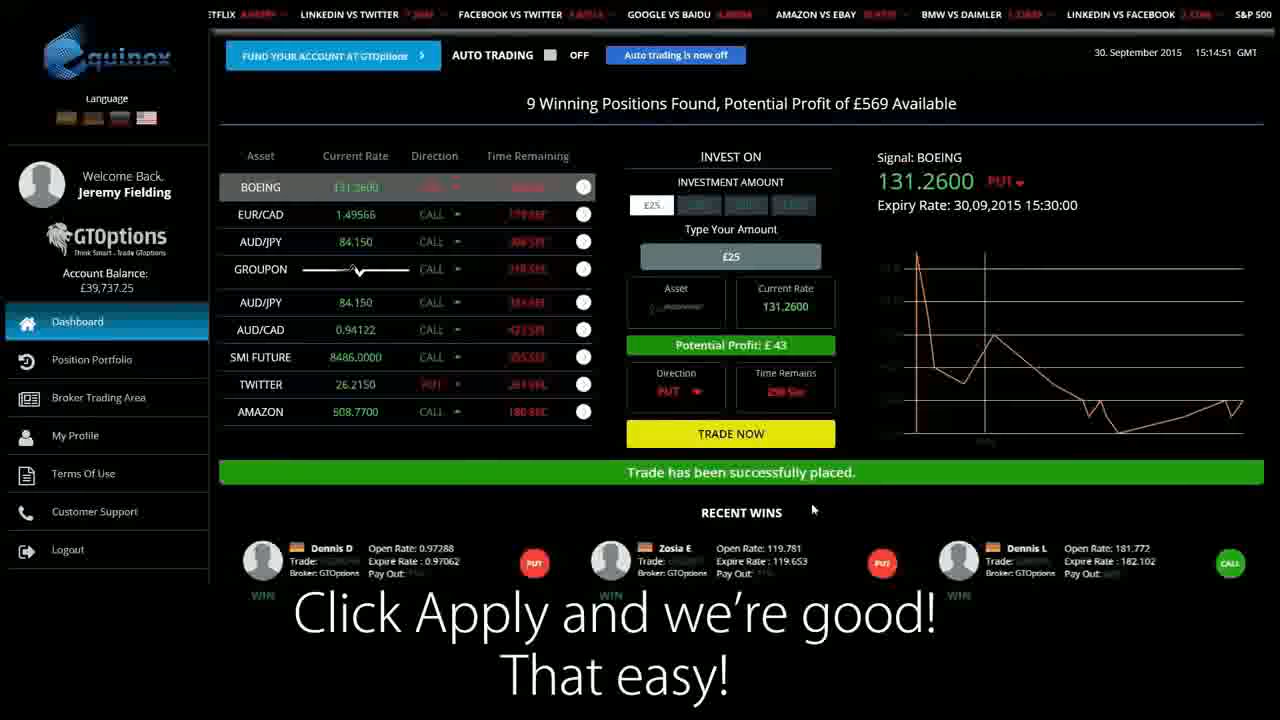 ETFLIX LINKEDIN VS TWITTER FACEBOOK VS TWITTER GOOGLE VS BAIDU AMAZON VS EBAY BMW VS DAIMLER LINKEDIN VS FACEBOOK S&P 500
equinox
FUND YOUR ACCOUNT AT GTOptions
AUTO TRADING OFF
Auto trading is now off
30. September 2015 15:14:51 GMT
Language
9 Winning Positions Found, Potential Profit of £569 Available
Welcome Back,
Jeremy Fielding
GTOptions
Think Smart - Trade GToptions
Account Balance:
£39,737.25
Dashboard
Position Portfolio
Broker Trading Area
My Profile
Terms Of Use
Customer Support
Logout
Asset Current Rate Direction Time Remaining
BOEING 131.2600
EUR/CAD 1.49566 CALL
AUD/JPY 84.150 CALL
GROUPON CALL
AUD/JPY 84.150 CALL
AUD/CAD 0.94122 CALL
SMI FUTURE 8486.0000 CALL
TWITTER 26.2150 PUT
AMAZON 508.7700 CALL 180 SEC
INVEST ON
INVESTMENT AMOUNT
£25
Type Your Amount
£25
Asset
Current Rate
131.2600
Potential Profit: £ 43
Direction
PUT
Time Remains
TRADE NOW
Signal: BOEING
131.2600 PUT
Expiry Rate: 30,09,2015 15:30:00
Trade has been successfully placed.
RECENT WINS
Dennis D
Trade:
Broker: GTOptions
Open Rate: 0.97288
Expire Rate : 0.97062
Pay Out:
PUT
WIN
Zosia E
Trade:
Broker: GTOptions
Open Rate: 119.781
Expire Rate : 119.653
Pay Out:
PUT
Dennis L
Trade:
Broker: GTOptions
Open Rate: 181.772
Expire Rate : 182.102
Pay Out:
CALL
WIN
Click Apply and we're good!
That easy!